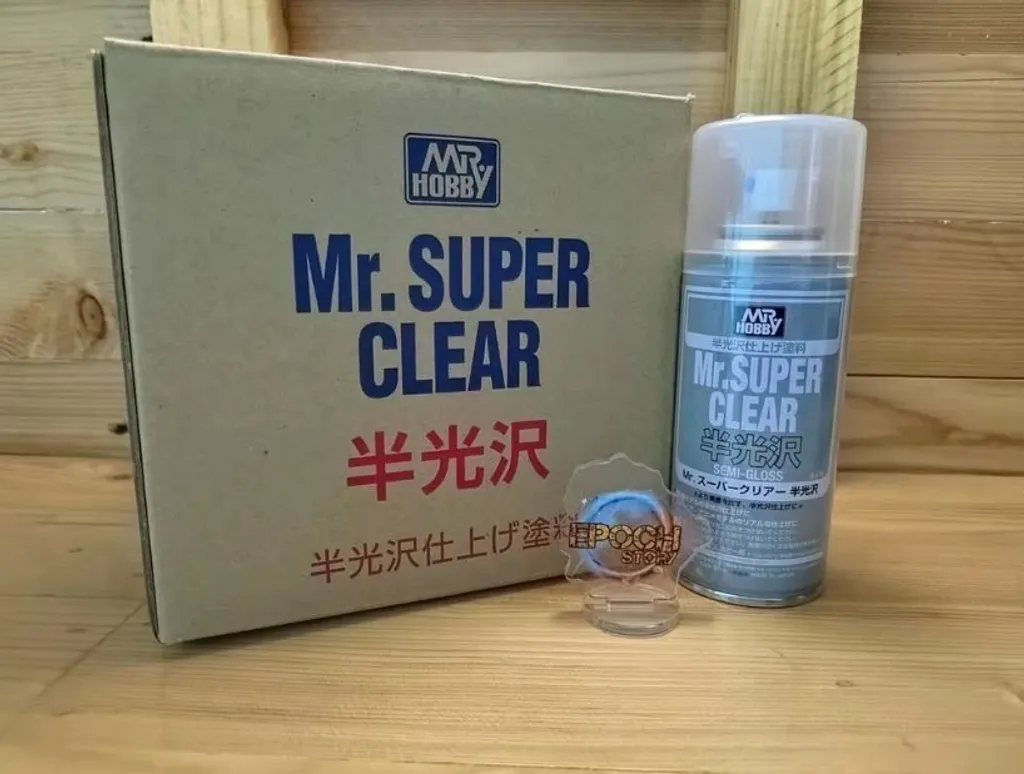 MR.
HOBBY
Mr. SUPER
CLEAR
半光沢
半光沢仕上げ塗料
EPOCH
STORY
MR.
HOBBY
半光沢仕上げ塗料
Mr. SUPER
CLEAR
半光沢
SEMI-GLOSS
Mr. スーパークリアー 半光沢